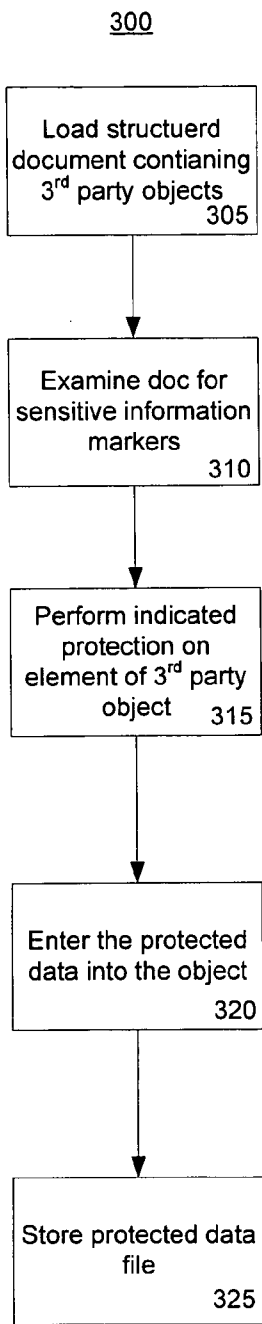 300
Load structuerd
document contianing
3rd party objects
305
Examine doc for
sensitive information
markers
310
Perform indicated
protection on
element of 3rd party
object 315
Enter the protected
data into the object
320
Store protected data
file
325